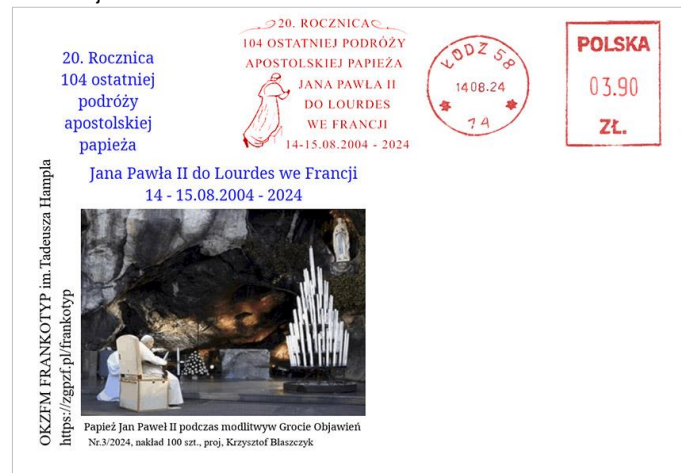 20. Rocznica
104 ostatniej
podróży
apostolskiej
papieża
Jana Pawła II do Lourdes we Francji
14 - 15.08.2004 - 2024
20. ROCZNICA
104 OSTATNIEJ PODRÓŻY
APOSTOLSKIEJ PAPIEŻA
JANA PAWŁA II
DO LOURDES
WE FRANCJI
14-15.08.2004 - 2024
ŁÓDŹ 58
1408.24
74
POLSKA
03.90
ZŁ.
OKZFM FRANKOTYP im.Tadeusza Hampla
https://zgpzf.pl/frankotyp
Papież Jan Paweł II podczas modlitwyw Grocie Objawień
Nr.3/2024, nakład 100 szt., proj, Krzysztof Błaszczyk